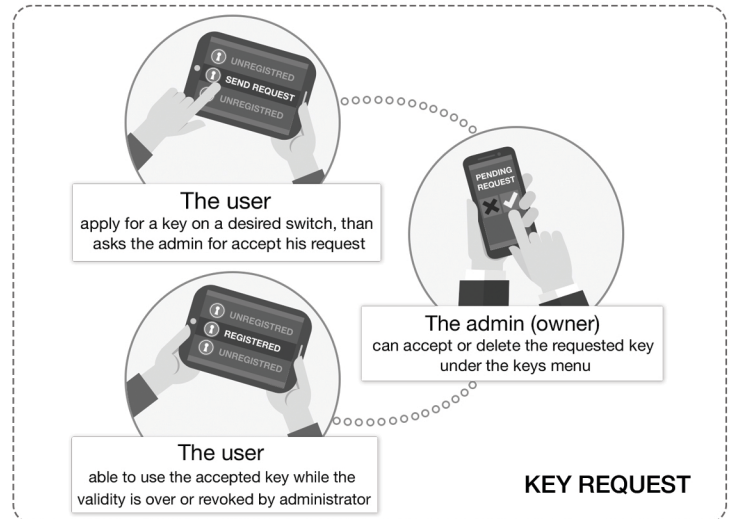 UNREGISTRED
SEND REQUEST
UNREGISTRED
The user
apply for a key on a desired switch, than
asks the admin for accept his request
PENDING
REQUEST
The admin (owner)
can accept or delete the requested key
under the keys menu
UNREGISTRED
REGISTERED
UNREGISTRED
The user
able to use the accepted key while the
validity is over or revoked by administrator
KEY REQUEST